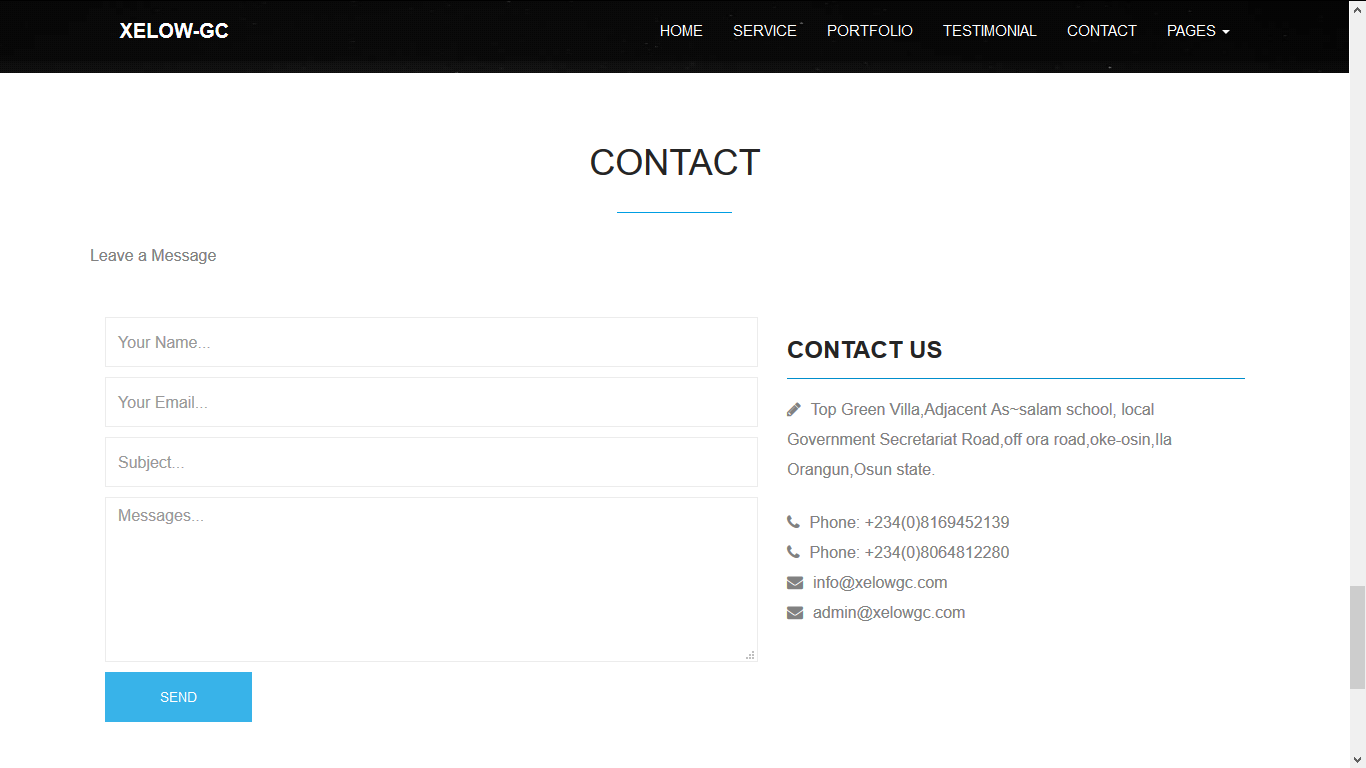 XELOW-GC
HOME SERVICE PORTFOLIO TESTIMONIAL CONTACT PAGES
CONTACT
Leave a Message
Your Name...
Your Email...
Subject...
Messages...
SEND
CONTACT US
Top Green Villa,Adjacent As~salam school, local
Government Secretariat Road,off ora road,oke-osin,Ila
Orangun,Osun state.
Phone: +234(0)8169452139
Phone: +234(0)8064812280
info@xelowgc.com
admin@xelowgc.com